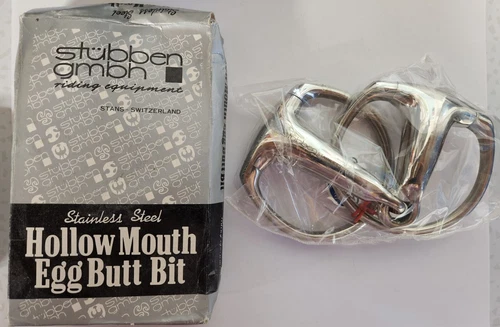 stübben
gmbh
riding equipment
STANS - SWITZERLAND
Stainless Steel
Hollow Mouth
Egg Butt Bit